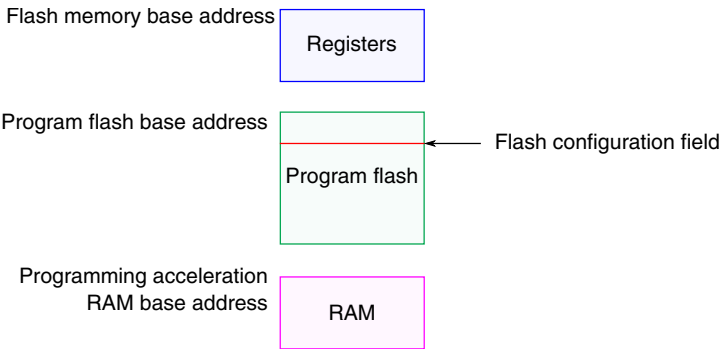 Flash memory base address
Registers
Program flash base address
Flash configuration field
Program flash
Programming acceleration
RAM base address
RAM